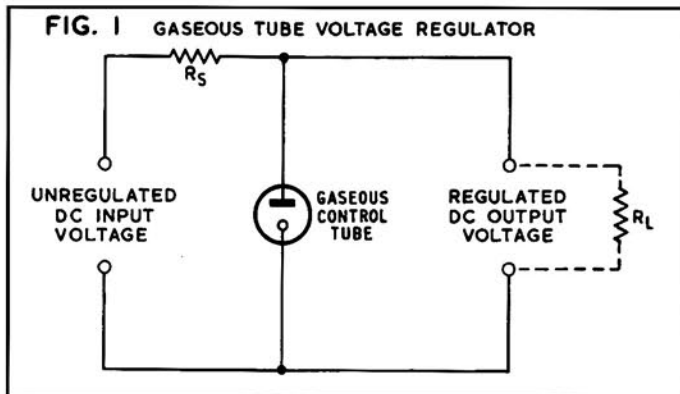 FIG. 1 GASEOUS TUBE VOLTAGE REGULATOR
RS
UNREGULATED
DC INPUT
VOLTAGE
GASEOUS
CONTROL
TUBE
REGULATED
DC OUTPUT
VOLTAGE
RL